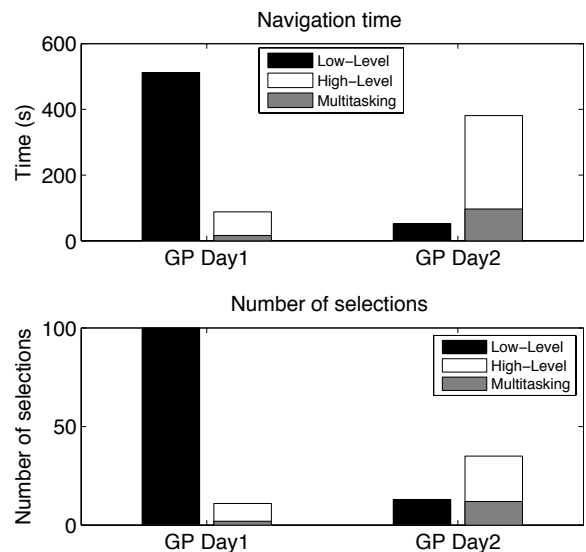 Navigation time
600
400
200
0
Time (s)
Low-Level
High-Level
Multitasking
GP Day1
GP Day2
Number of selections
100
50
0
Number of selections
Low-Level
High-Level
Multitasking
GP Day1
GP Day2